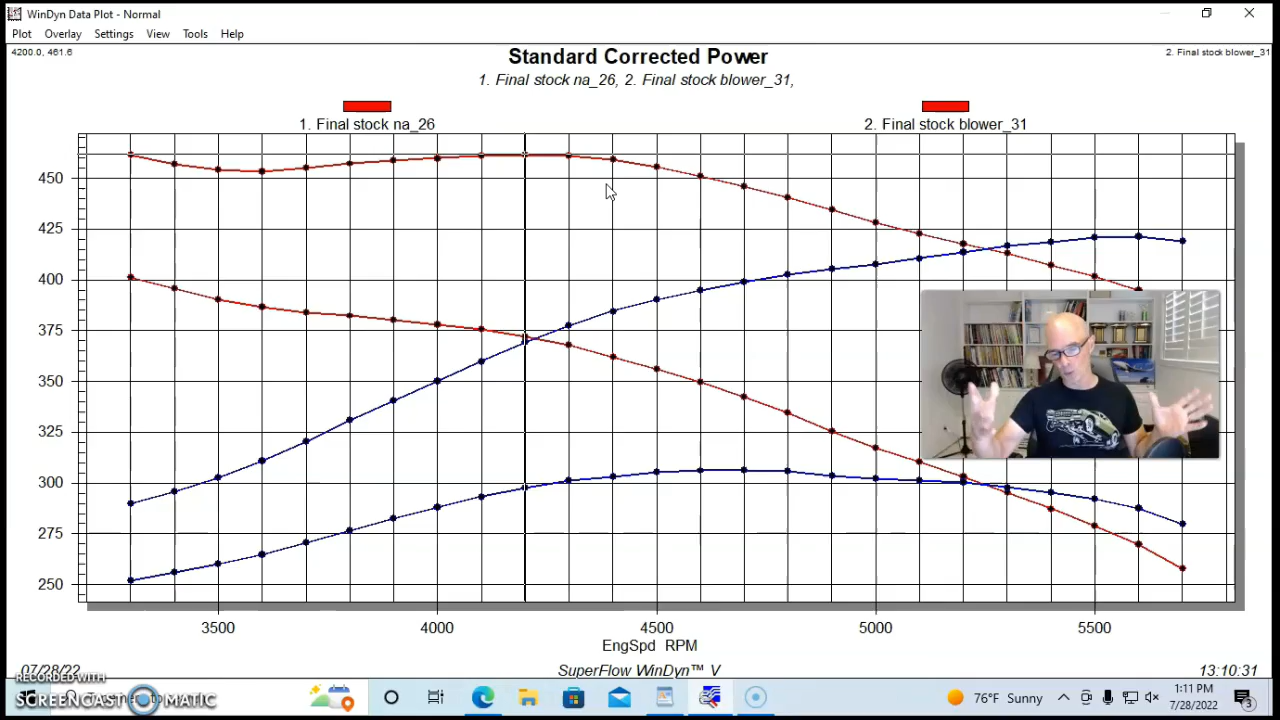 WinDyn Data Plot - Normal
Plot Overlay Settings View Tools Help
4200.0, 461.6
2. Final stock blower_31
Standard Corrected Power
1. Final stock na_26, 2. Final stock blower_31,
1. Final stock na_26
2. Final stock blower_31
450
425
400
375
350
325
300
275
250
3500 4000 4500 5000 5500
EngSpd RPM
07/28/22
SuperFlow WinDyn™ V
13:10:31
RECORDED WITH
SCREENCAST MATIC
76°F Sunny
1:11 PM
7/28/2022
3